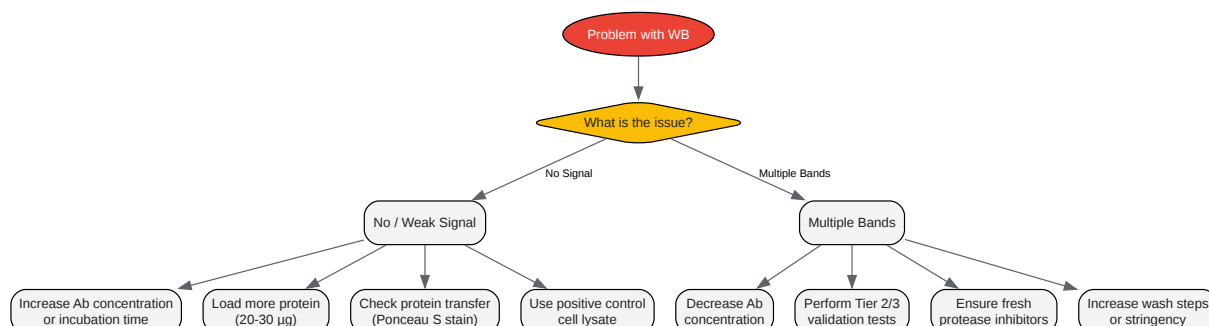 Problem with WB
What is the issue?
No Signal
Multiple Bands
No / Weak Signal
Multiple Bands
Increase Ab concentration
or incubation time
Load more protein
(20-30 µg)
Check protein transfer
(Ponceau S stain)
Use positive control
cell lysate
Decrease Ab
concentration
Perform Tier 2/3
validation tests
Ensure fresh
protease inhibitors
Increase wash steps
or stringency